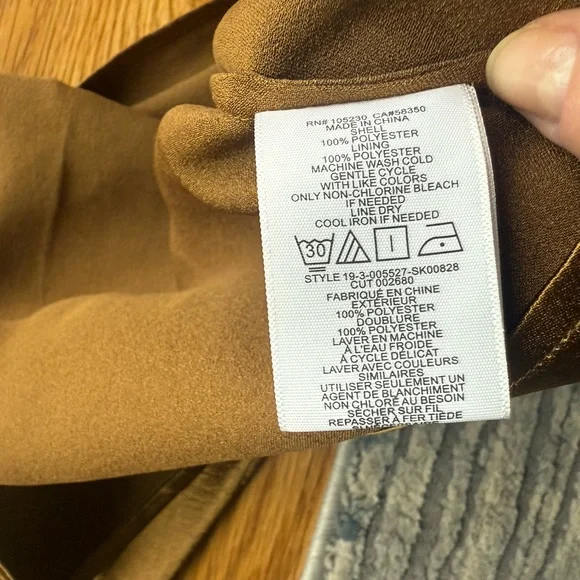 RN# 105230 CA#58350
MADE IN CHINA
SHELL
100% POLYESTER
LINING
100% POLYESTER
MACHINE WASH COLD
GENTLE CYCLE
WITH LIKE COLORS
ONLY NON-CHLORINE BLEACH
IF NEEDED
LINE DRY
COOL IRON IF NEEDED
30
STYLE 19-3-005527-SK00828
CUT 002680
FABRIQUÉ EN CHINE
EXTÉRIEUR
100% POLYESTER
DOUBLURE
100% POLYESTER
LAVER EN MACHINE
À L'EAU FROIDE
À CYCLE DÉLICAT
LAVER AVEC COULEURS
SIMILAIRES
UTILISER SEULEMENT UN
AGENT DE BLANCHIMENT
NON CHLORÉ AU BESOIN
SÉCHER SUR FIL
REPASSER À FER TIÈDE